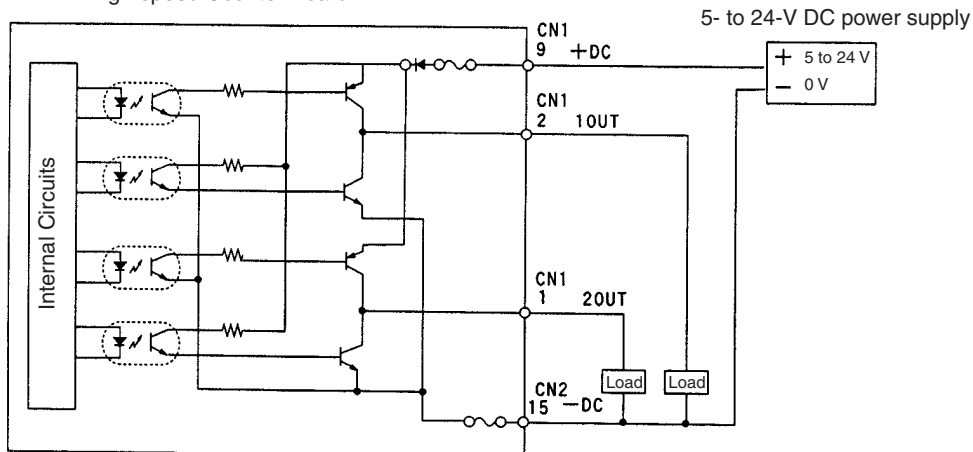 5- to 24-V DC power supply
CN1
9 +DC
+ 5 to 24 V
− 0 V
CN1
2 1OUT
Internal Circuits
CN1
1 2OUT
Load
Load
CN2
15 −DC